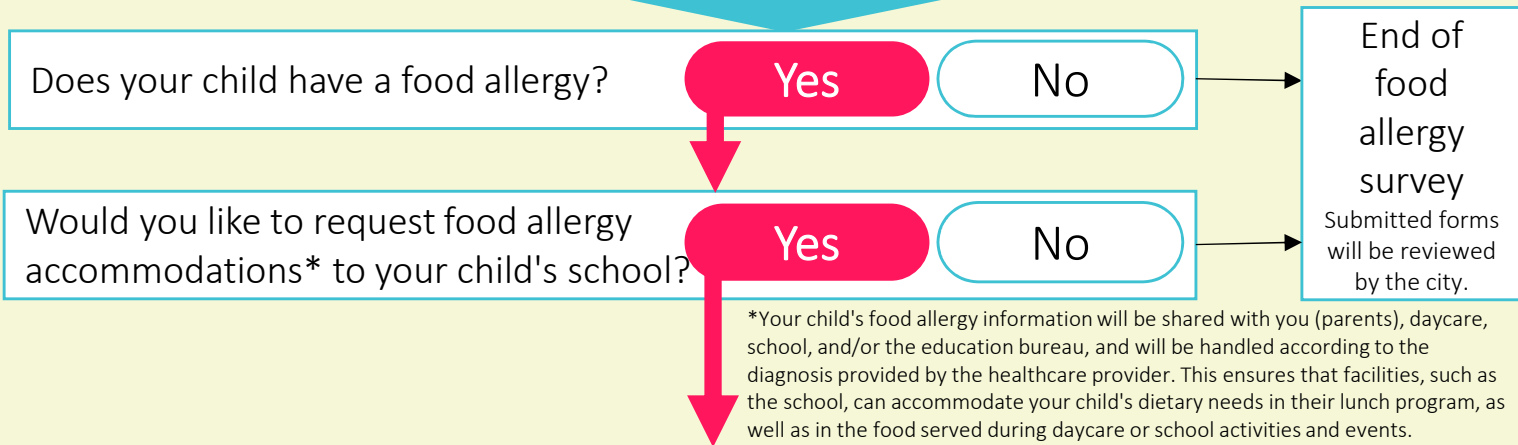 Does your child have a food allergy?
Yes
No
End of
food
allergy
survey
Submitted forms
will be reviewed
by the city.
Would you like to request food allergy
accommodations* to your child's school?
Yes
No
*Your child's food allergy information will be shared with you (parents), daycare,
school, and/or the education bureau, and will be handled according to the
diagnosis provided by the healthcare provider. This ensures that facilities, such as
the school, can accommodate your child's dietary needs in their lunch program, as
well as in the food served during daycare or school activities and events.